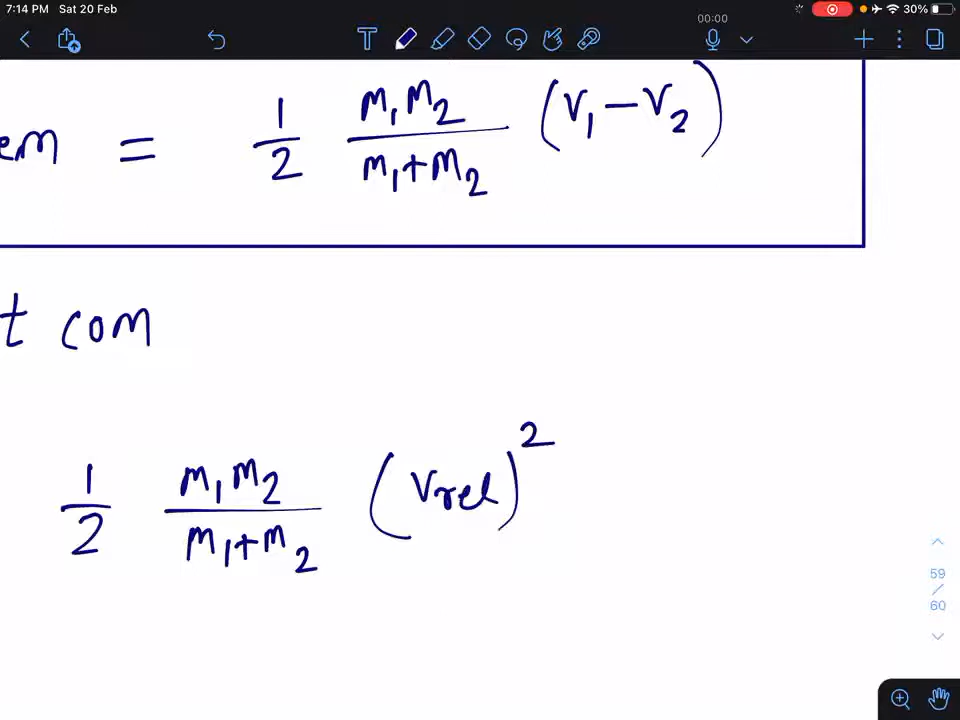 7:14 PM Sat 20 Feb 00:00 30%
T
em = 1/2 m₁m₂/(m₁+m₂) (v₁-v₂)
t com
1/2 m₁m₂/(m₁+m₂) (vrel)²
59
/
60